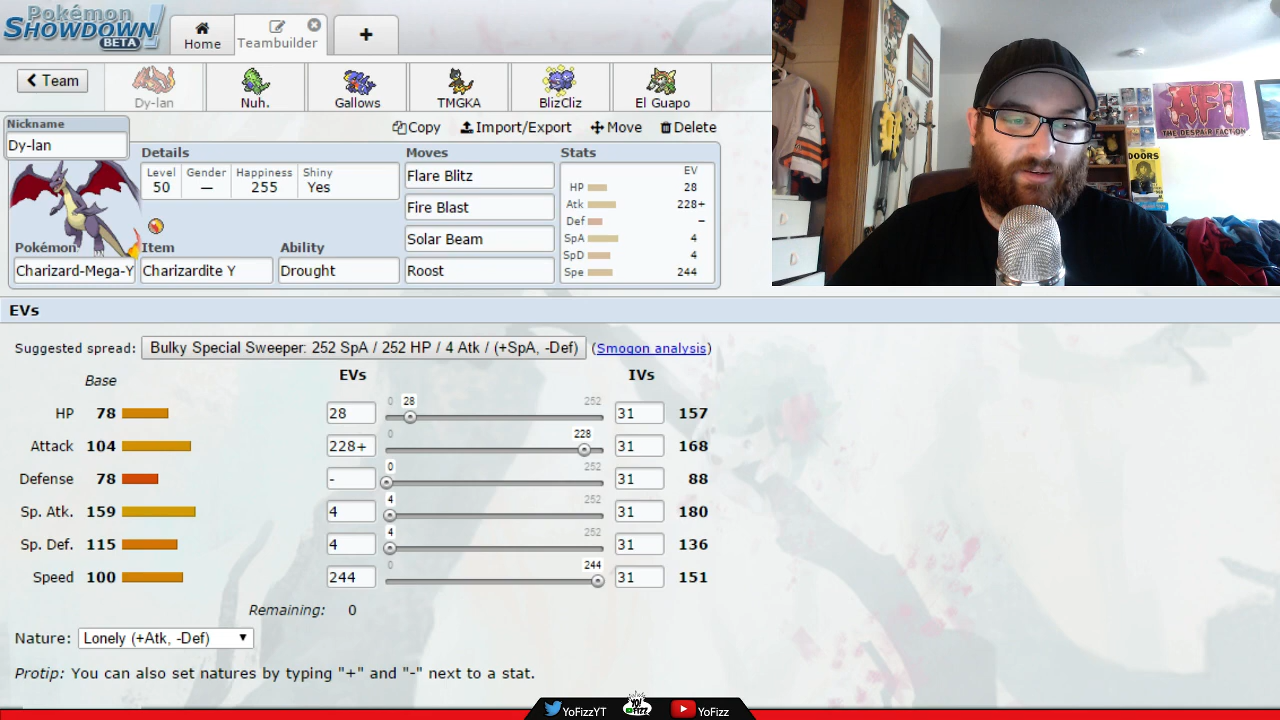 Pokémon
SHOWDOWN!
BETA
Home
Teambuilder
+
< Team
Dy-lan
Nuh.
Gallows
TMGKA
BlizCliz
El Guapo
Nickname
Dy-lan
Copy
Import/Export
Move
Delete
Details
Level
50
Gender
—
Happiness
255
Shiny
Yes
Pokémon
Charizard-Mega-Y
Item
Charizardite Y
Ability
Drought
Moves
Flare Blitz
Fire Blast
Solar Beam
Roost
Stats
EV
HP 28
Atk 228+
Def –
SpA 4
SpD 4
Spe 244
EVs
Suggested spread: Bulky Special Sweeper: 252 SpA / 252 HP / 4 Atk / (+SpA, -Def) (Smogon analysis)
Base EVs IVs
HP 78 28 0 28 252 31 157
Attack 104 228+ 0 228 31 168
Defense 78 - 0 252 31 88
Sp. Atk. 159 4 4 252 31 180
Sp. Def. 115 4 4 252 31 136
Speed 100 244 0 244 31 151
Remaining: 0
Nature: Lonely (+Atk, -Def)
Protip: You can also set natures by typing "+" and "-" next to a stat.
YoFizzYT
YO!
FIZZ
YoFizz
AFI
THE DESPAIR FACTION
DOORS